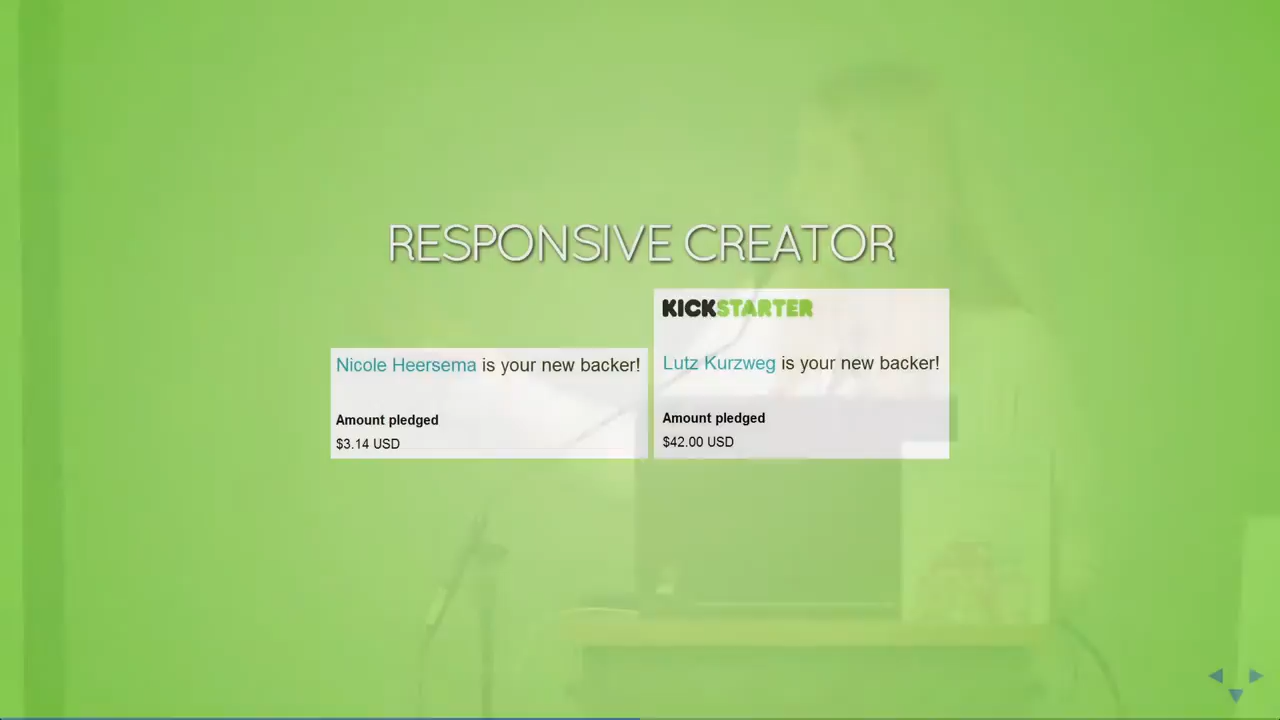 RESPONSIVE CREATOR
Nicole Heersema is your new backer!
Amount pledged
$3.14 USD
KICKSTARTER
Lutz Kurzweg is your new backer!
Amount pledged
$42.00 USD